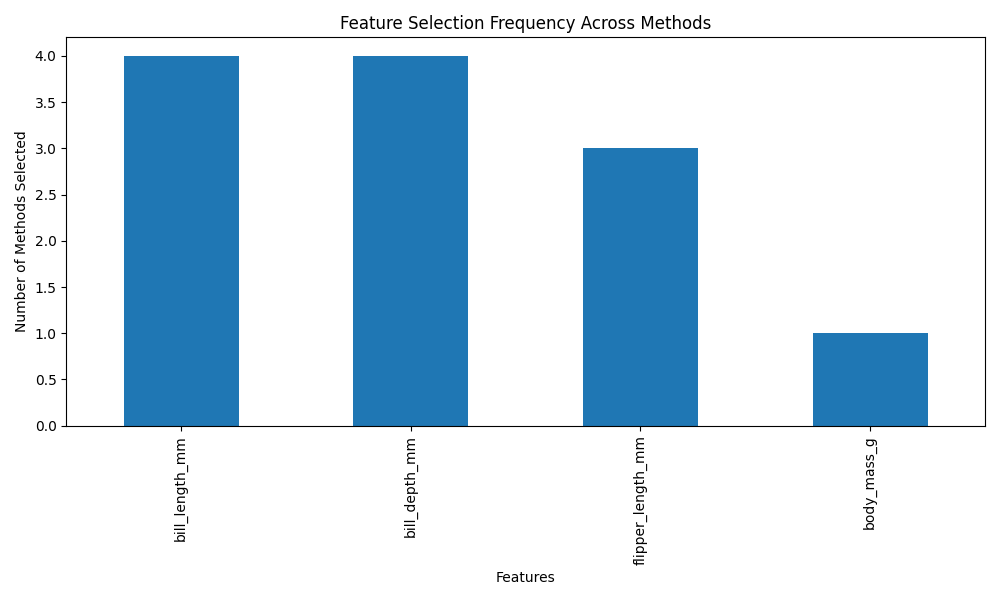 Feature Selection Frequency Across Methods
Number of Methods Selected
4.0
3.5
3.0
2.5
2.0
1.5
1.0
0.5
0.0
bill_length_mm
bill_depth_mm
flipper_length_mm
body_mass_g
Features